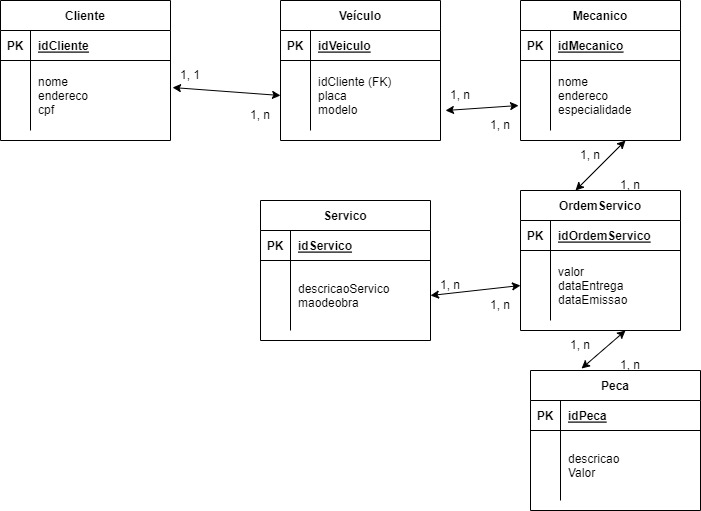 Cliente
PK idCliente
nome
endereco
cpf
1, 1
1, n
Veículo
PK idVeiculo
idCliente (FK)
placa
modelo
1, n
1, n
Mecanico
PK idMecanico
nome
endereco
especialidade
1, n
1, n
Servico
PK idServico
descricaoServico
maodeobra
1, n
1, n
OrdemServico
PK idOrdemServico
valor
dataEntrega
dataEmissao
1, n
1, n
Peca
PK idPeca
descricao
Valor